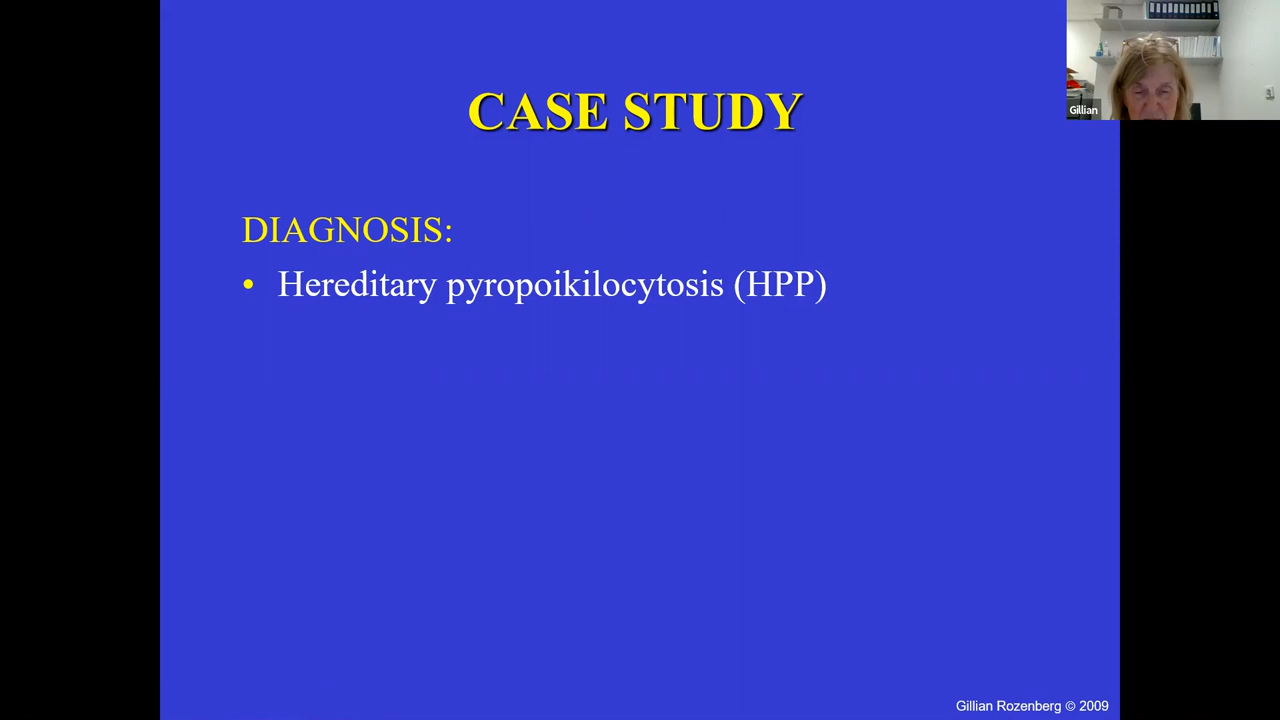 CASE STUDY
Gillian
DIAGNOSIS:
• Hereditary pyropoikilocytosis (HPP)
Gillian Rozenberg © 2009